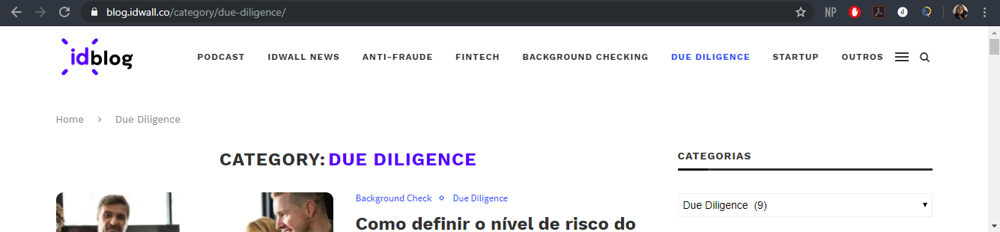 blog.idwall.co/category/due-diligence/
NP
d
idblog
PODCAST IDWALL NEWS ANTI-FRAUDE FINTECH BACKGROUND CHECKING DUE DILIGENCE STARTUP OUTROS
Home > Due Diligence
CATEGORY: DUE DILIGENCE
CATEGORIAS
Background Check ◇ Due Diligence
Due Diligence (9)
Como definir o nível de risco do